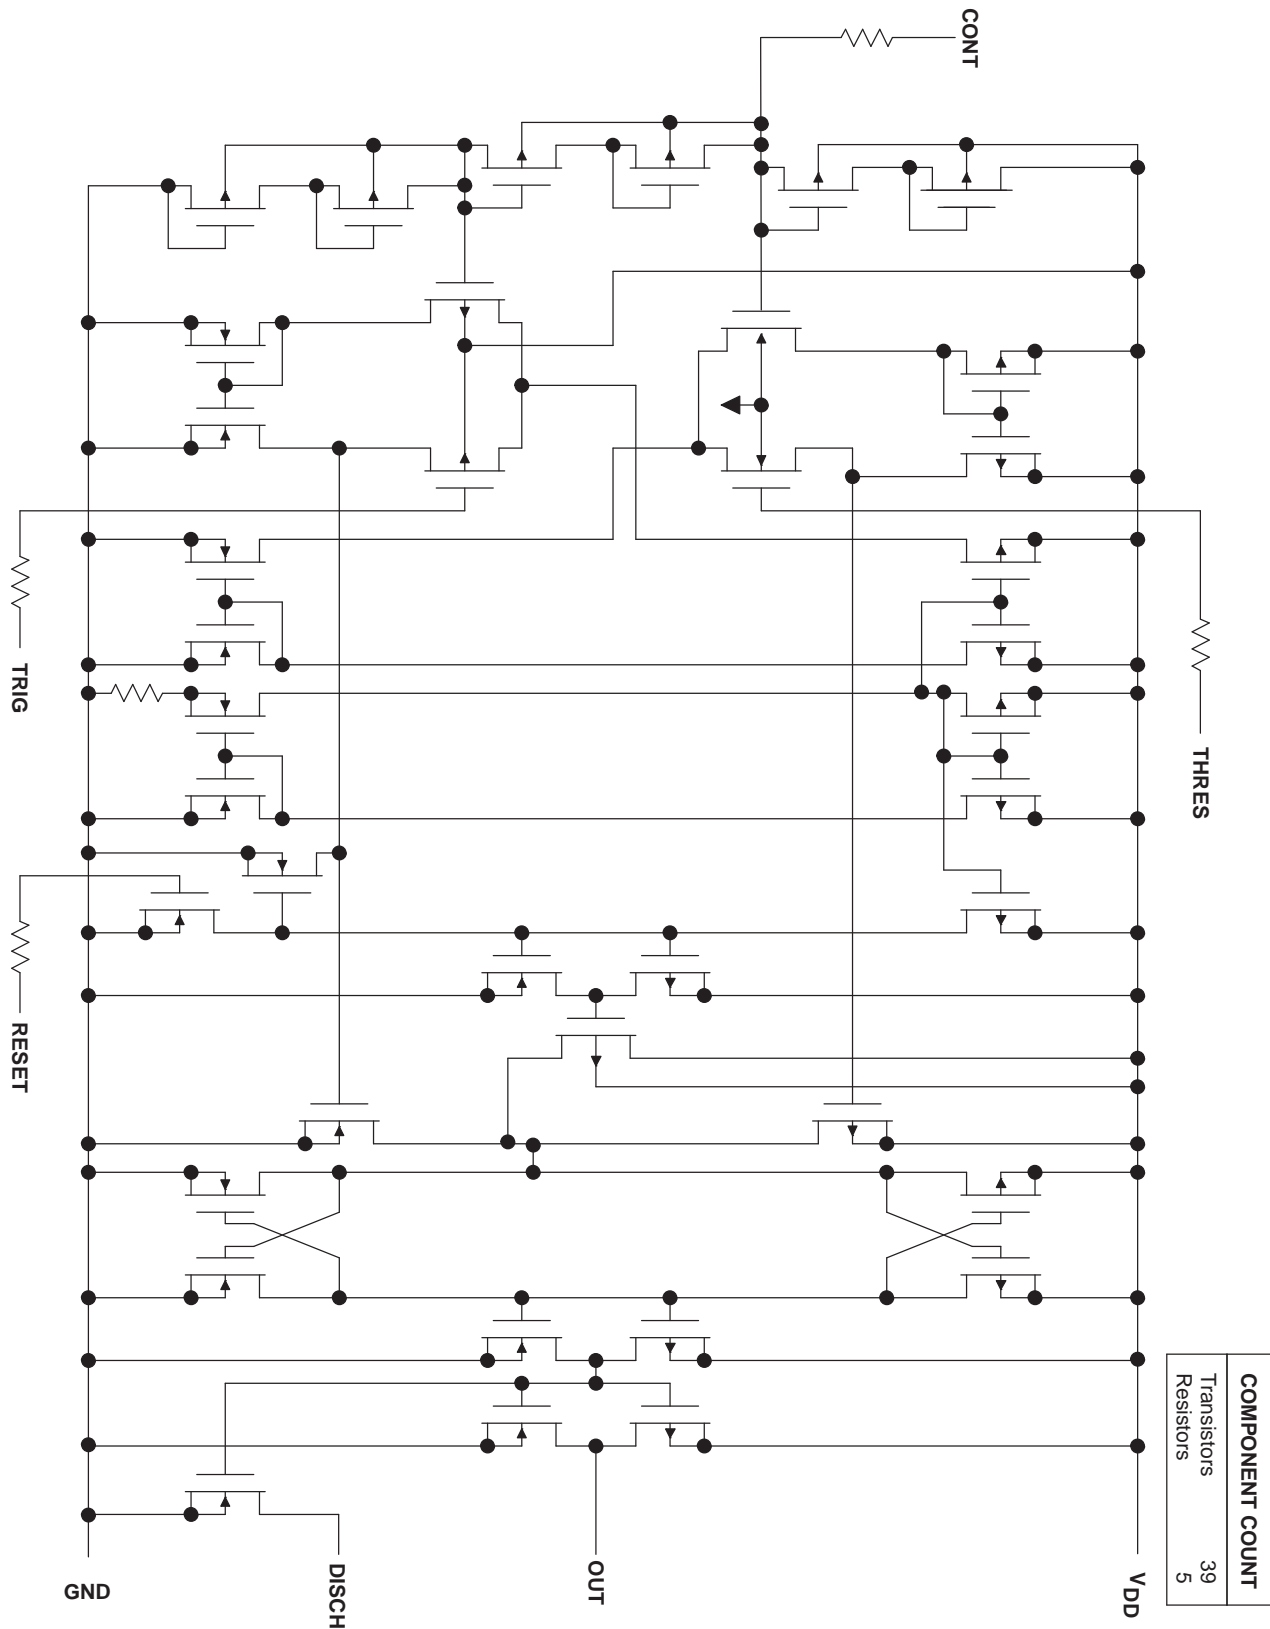 CONT
TRIG
THRES
RESET
COMPONENT COUNT
Transistors 39
Resistors 5
VDD
OUT
DISCH
GND